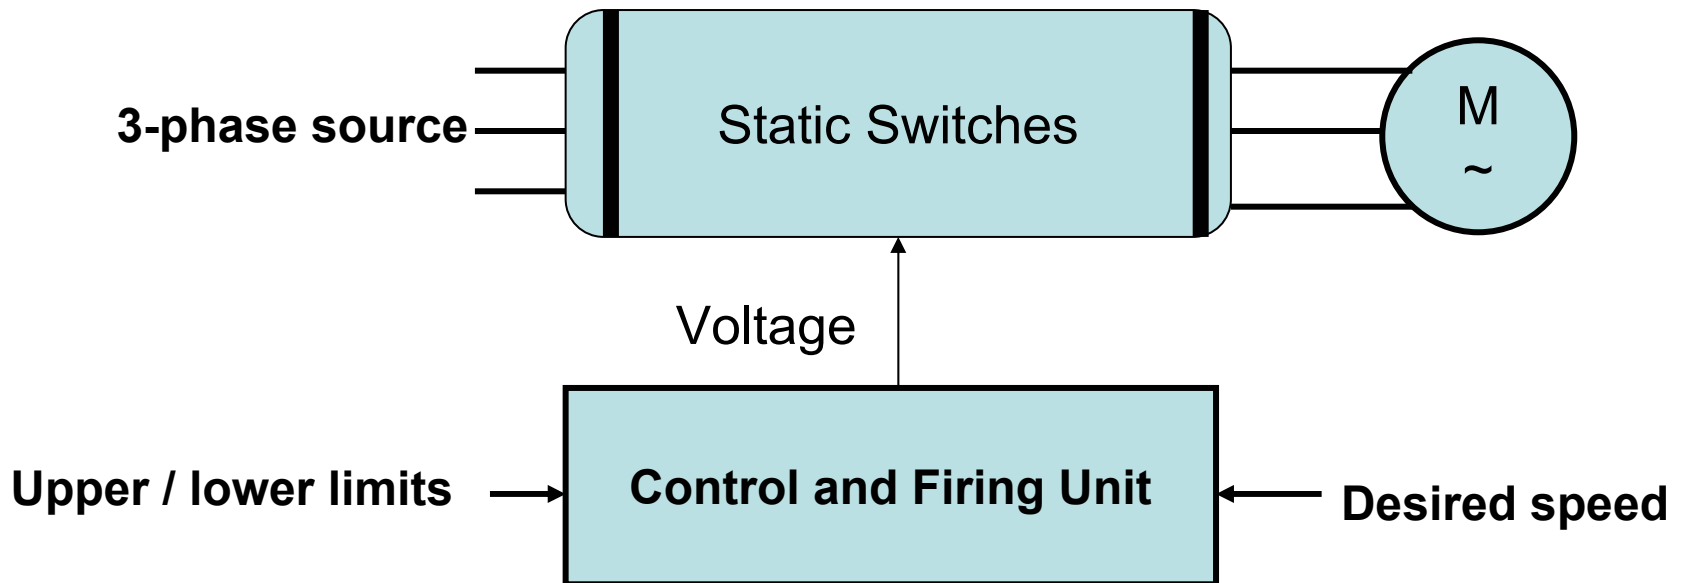 3-phase source
Static Switches
M
~
Voltage
Upper / lower limits
Control and Firing Unit
Desired speed